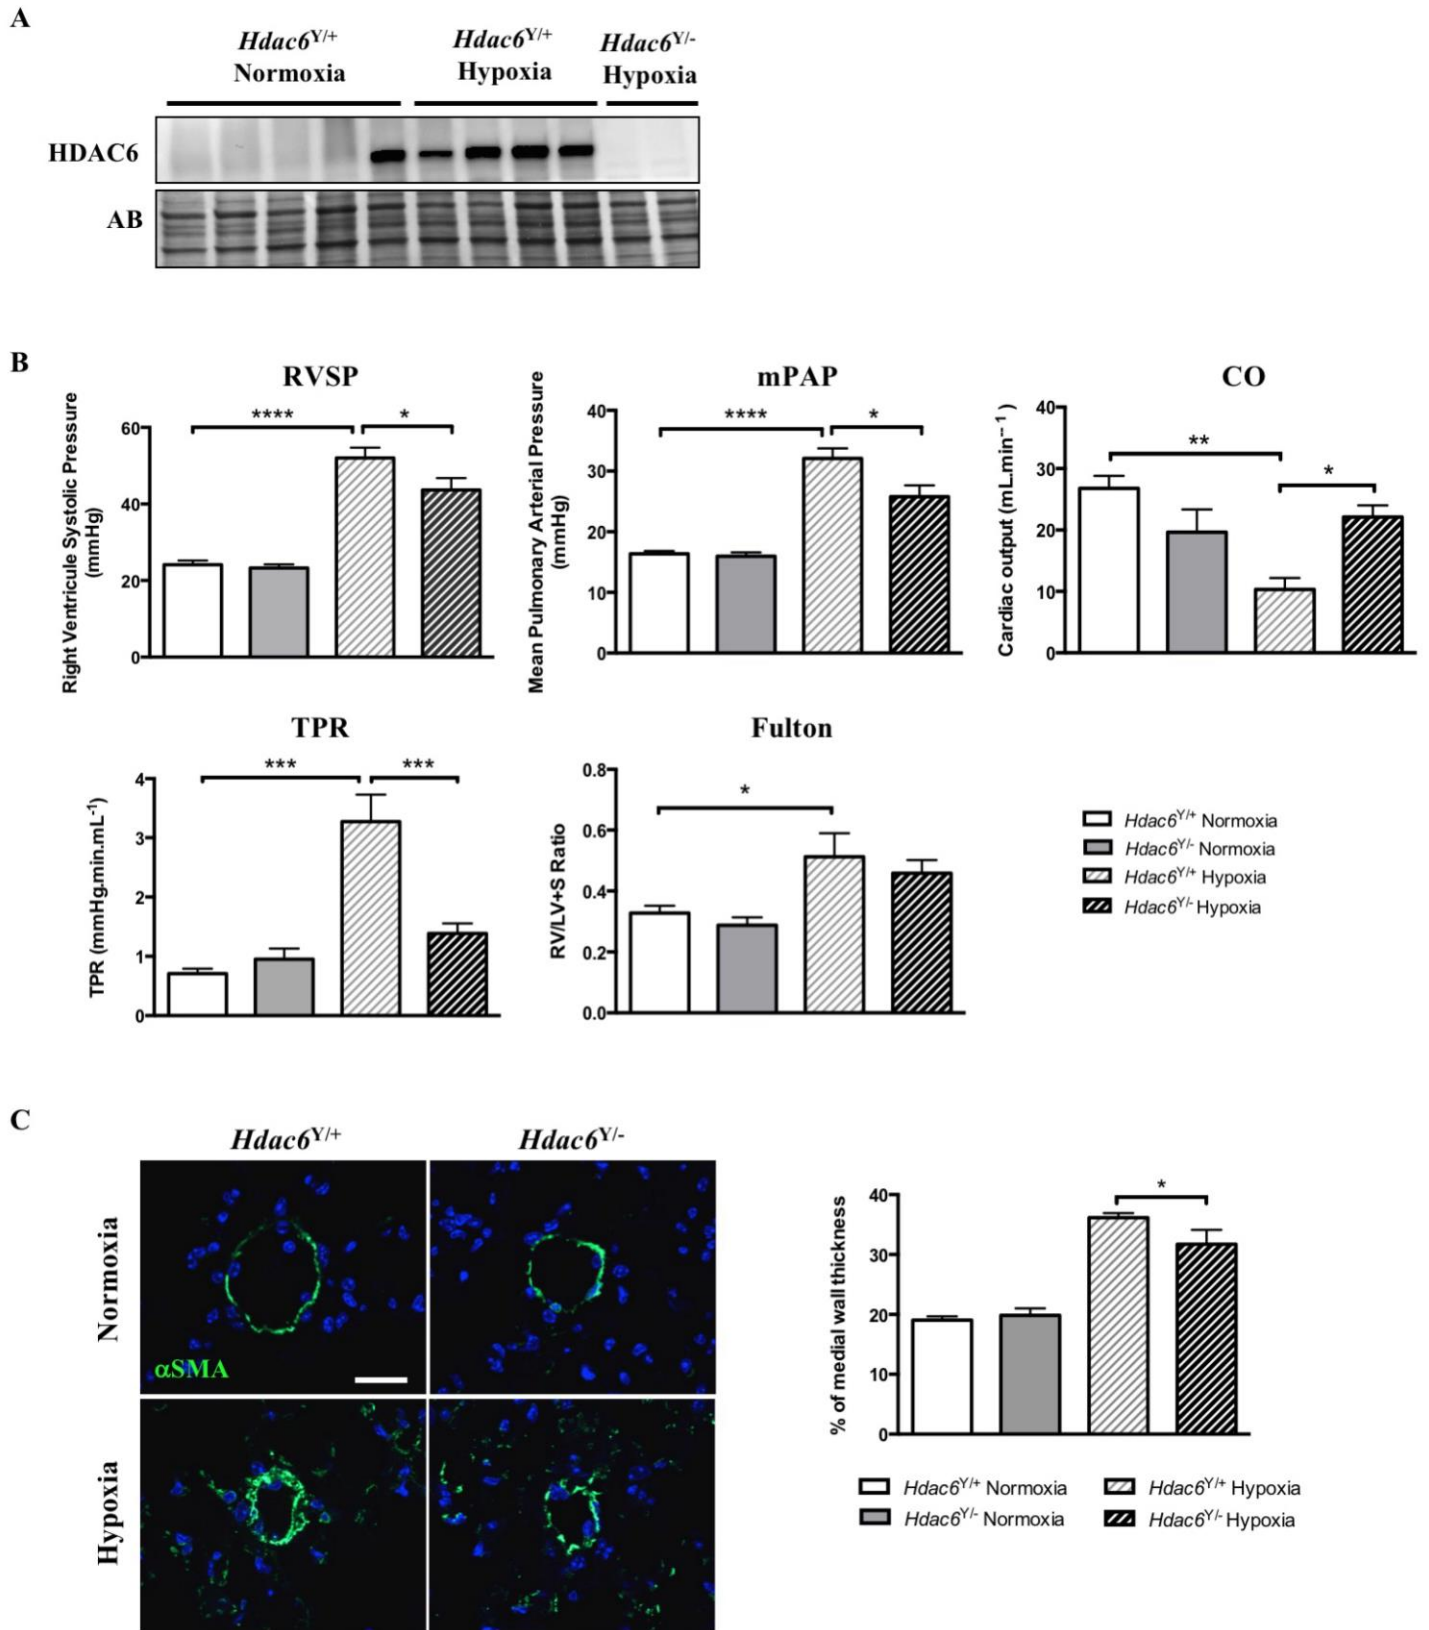 A
Hdac6Y/+ Normoxia
Hdac6Y/+ Hypoxia
Hdac6Y/- Hypoxia
HDAC6
AB
B
RVSP
Right Ventricule Systolic Pressure
(mmHg)
60
40
20
0
****
*
mPAP
Mean Pulmonary Arterial Pressure
(mmHg)
40
30
20
10
0
****
*
CO
Cardiac output (mL.min-- 1 )
40
30
20
10
0
**
*
TPR
TPR (mmHg.min.mL-1)
4
3
2
1
0
***
***
Fulton
RV/LV+S Ratio
0.8
0.6
0.4
0.2
0.0
*
Hdac6Y/+ Normoxia
Hdac6Y/- Normoxia
Hdac6Y/+ Hypoxia
Hdac6Y/- Hypoxia
C
Hdac6Y/+
Hdac6Y/-
Normoxia
αSMA
Hypoxia
% of medial wall thickness
40
30
20
10
0
*
Hdac6Y/+ Normoxia
Hdac6Y/+ Hypoxia
Hdac6Y/- Normoxia
Hdac6Y/- Hypoxia